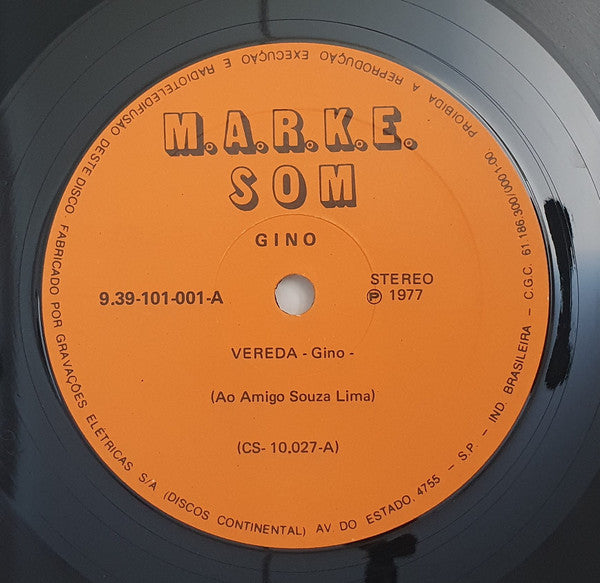 M.A.R.K.E.
SOM
GINO
9.39-101-001-A
STEREO
Ⓟ 1977
VEREDA - Gino -
(Ao Amigo Souza Lima)
(CS- 10.027-A)
PROIBIDA A REPRODUÇÃO EXECUÇÃO E RADIOTELEDIFUSÃO DESTE DISCO. FABRICADO POR GRAVAÇÕES ELÉTRICAS S/A (DISCOS CONTINENTAL) AV. DO ESTADO, 4755 - S.P. - IND. BRASILEIRA - C.G.C. 61 186 300/0001-00.